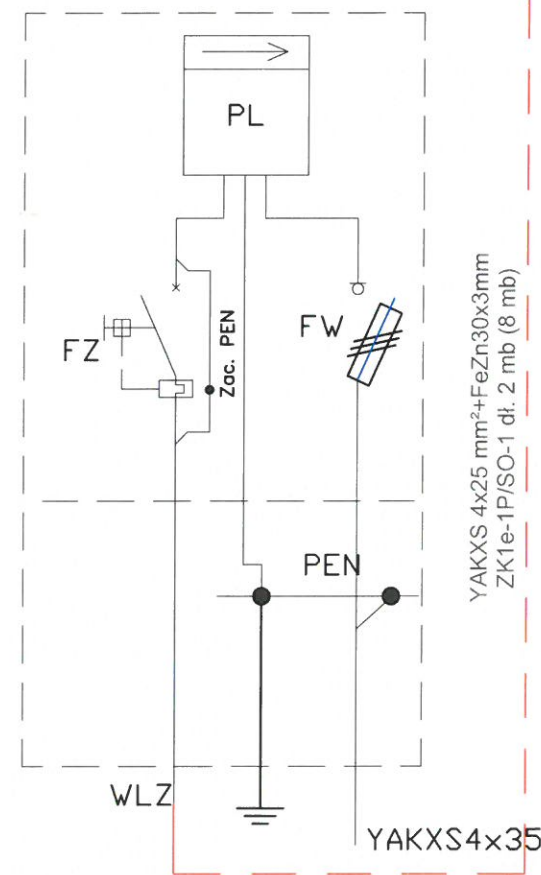 PL
FZ
Zac. PEN
FW
PEN
WLZ
YAKXS4x35
YAKXS 4x25 mm²+FeZn30x3mm
ZK1e-1P/SO-1 dł. 2 mb (8 mb)